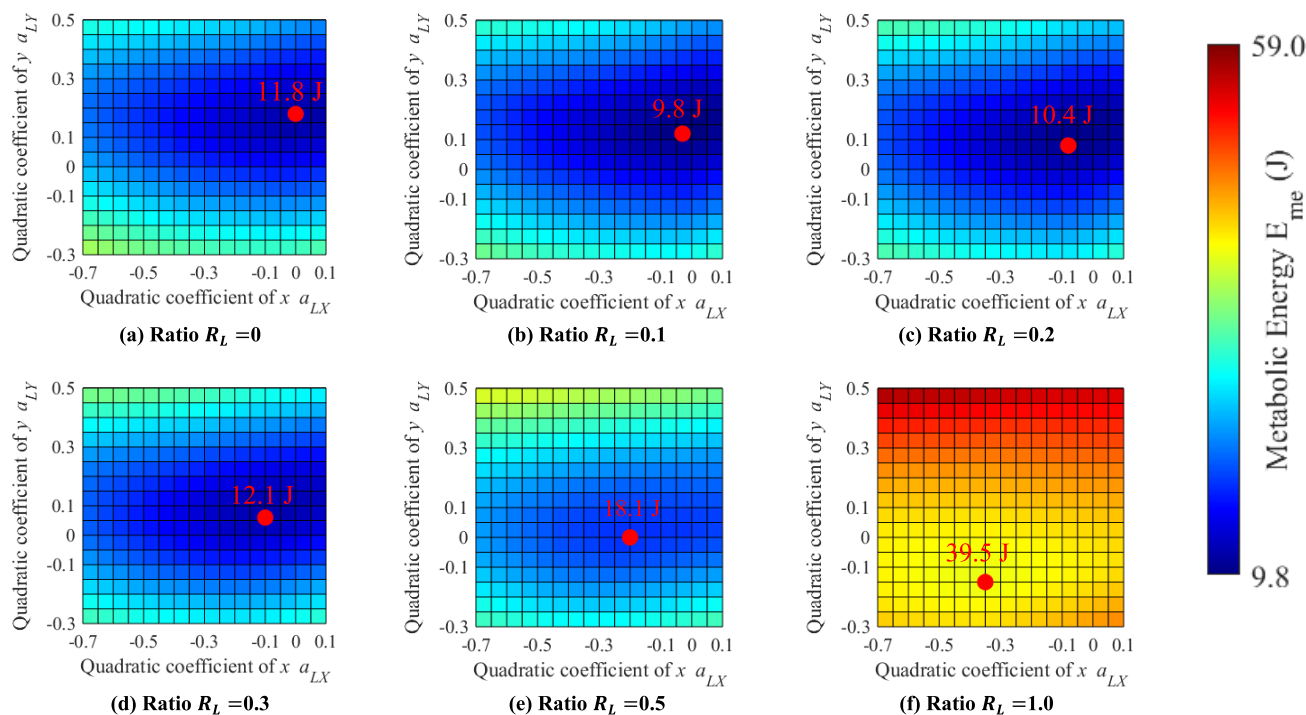 Quadratic coefficient of y a_LY
0.5
0.3
0.1
0
-0.1
-0.3
11.8 J
-0.7 -0.5 -0.3 -0.1 0 0.1
Quadratic coefficient of x a_LX
(a) Ratio R_L =0
Quadratic coefficient of y a_LY
0.5
0.3
0.1
0
-0.1
-0.3
9.8 J
-0.7 -0.5 -0.3 -0.1 0 0.1
Quadratic coefficient of x a_LX
(b) Ratio R_L =0.1
Quadratic coefficient of y a_LY
0.5
0.3
0.1
0
-0.1
-0.3
10.4 J
-0.7 -0.5 -0.3 -0.1 0 0.1
Quadratic coefficient of x a_LX
(c) Ratio R_L =0.2
Quadratic coefficient of y a_LY
0.5
0.3
0.1
0
-0.1
-0.3
12.1 J
-0.7 -0.5 -0.3 -0.1 0 0.1
Quadratic coefficient of x a_LX
(d) Ratio R_L =0.3
Quadratic coefficient of y a_LY
0.5
0.3
0.1
0
-0.1
-0.3
18.1 J
-0.7 -0.5 -0.3 -0.1 0 0.1
Quadratic coefficient of x a_LX
(e) Ratio R_L =0.5
Quadratic coefficient of y a_LY
0.5
0.3
0.1
0
-0.1
-0.3
39.5 J
-0.7 -0.5 -0.3 -0.1 0 0.1
Quadratic coefficient of x a_LX
(f) Ratio R_L =1.0
59.0
Metabolic Energy E_me (J)
9.8